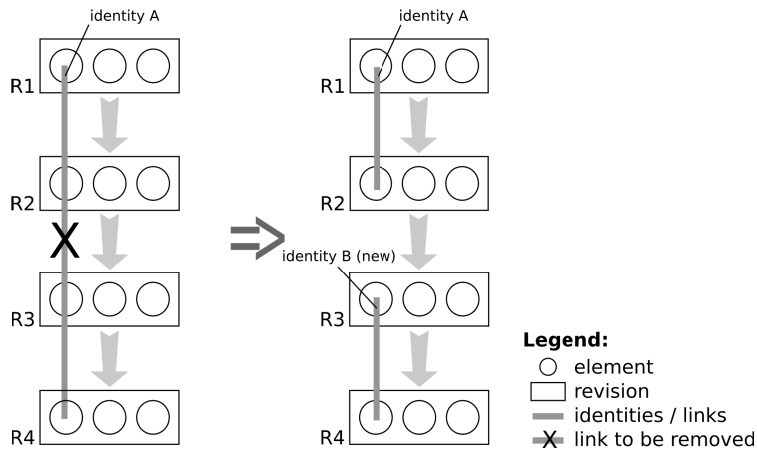 identity A
identity A
R1
R1
R2
R2
X
identity B (new)
R3
R3
Legend:
element
revision
identities / links
X link to be removed
R4
R4